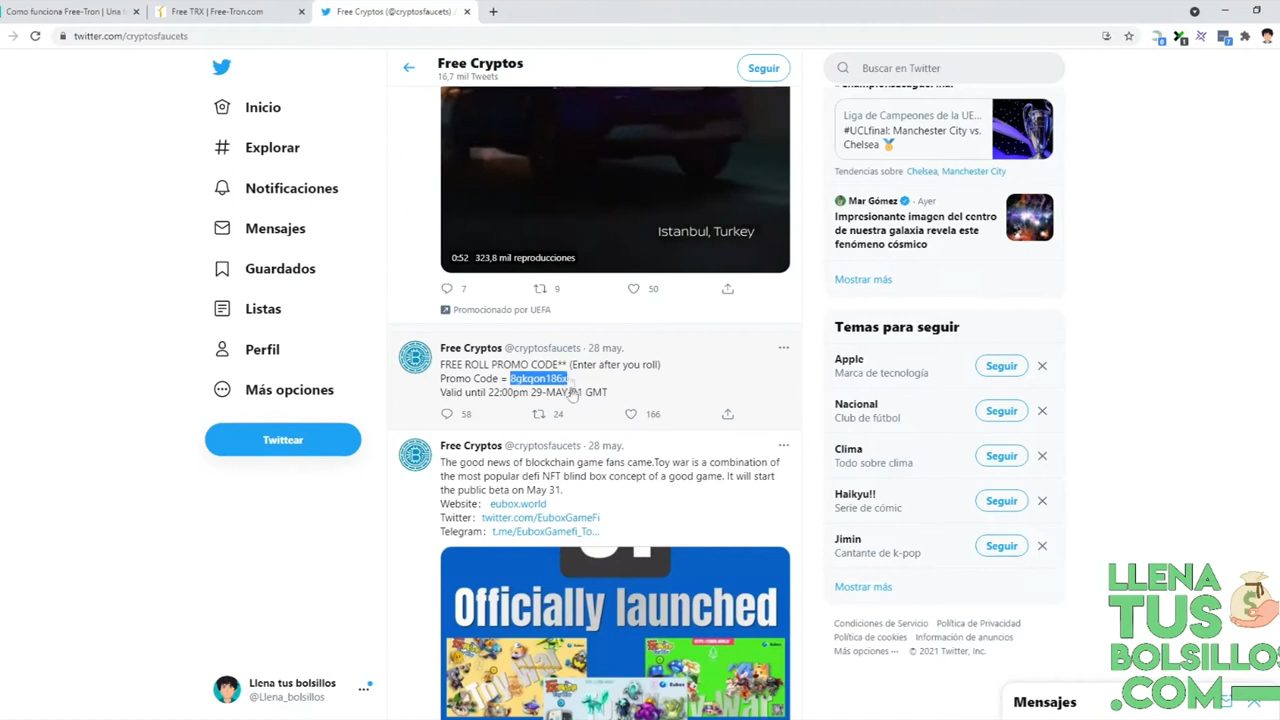 Como funciona Free-Tron | Una
Free TRX | Free-Tron.com
Free Cryptos (@cryptosfaucets) /
twitter.com/cryptosfaucets
Inicio
Explorar
Notificaciones
Mensajes
Guardados
Listas
Perfil
Más opciones
Twittear
Llena tus bolsillos
@Llena_bolsillos
Free Cryptos
16,7 mil Tweets
Seguir
Istanbul, Turkey
0:52 323,8 mil reproducciones
7 9 50
Promocionado por UEFA
Free Cryptos @cryptosfaucets · 28 may.
FREE ROLL PROMO CODE** (Enter after you roll)
Promo Code = 8gkqon186x
Valid until 22:00pm 29-MAY GMT
58 24 166
Free Cryptos @cryptosfaucets · 28 may.
The good news of blockchain game fans came.Toy war is a combination of
the most popular defi NFT blind box concept of a good game. It will start
the public beta on May 31.
Website: eubox.world
Twitter: twitter.com/EuboxGameFi
Telegram: t.me/EuboxGamefi_To...
Officially launched
Buscar en Twitter
Liga de Campeones de la UE...
#UCLfinal: Manchester City vs.
Chelsea
Tendencias sobre Chelsea, Manchester City
Mar Gómez · Ayer
Impresionante imagen del centro
de nuestra galaxia revela este
fenómeno cósmico
Mostrar más
Temas para seguir
Apple
Marca de tecnología
Seguir
Nacional
Club de fútbol
Seguir
Clima
Todo sobre clima
Seguir
Haikyu!!
Serie de cómic
Seguir
Jimin
Cantante de k-pop
Seguir
Mostrar más
Condiciones de Servicio Política de Privacidad
Política de cookies Información de anuncios
Más opciones ··· © 2021 Twitter, Inc.
Mensajes
LLENA
TUS
BOLSILLOS
.COM